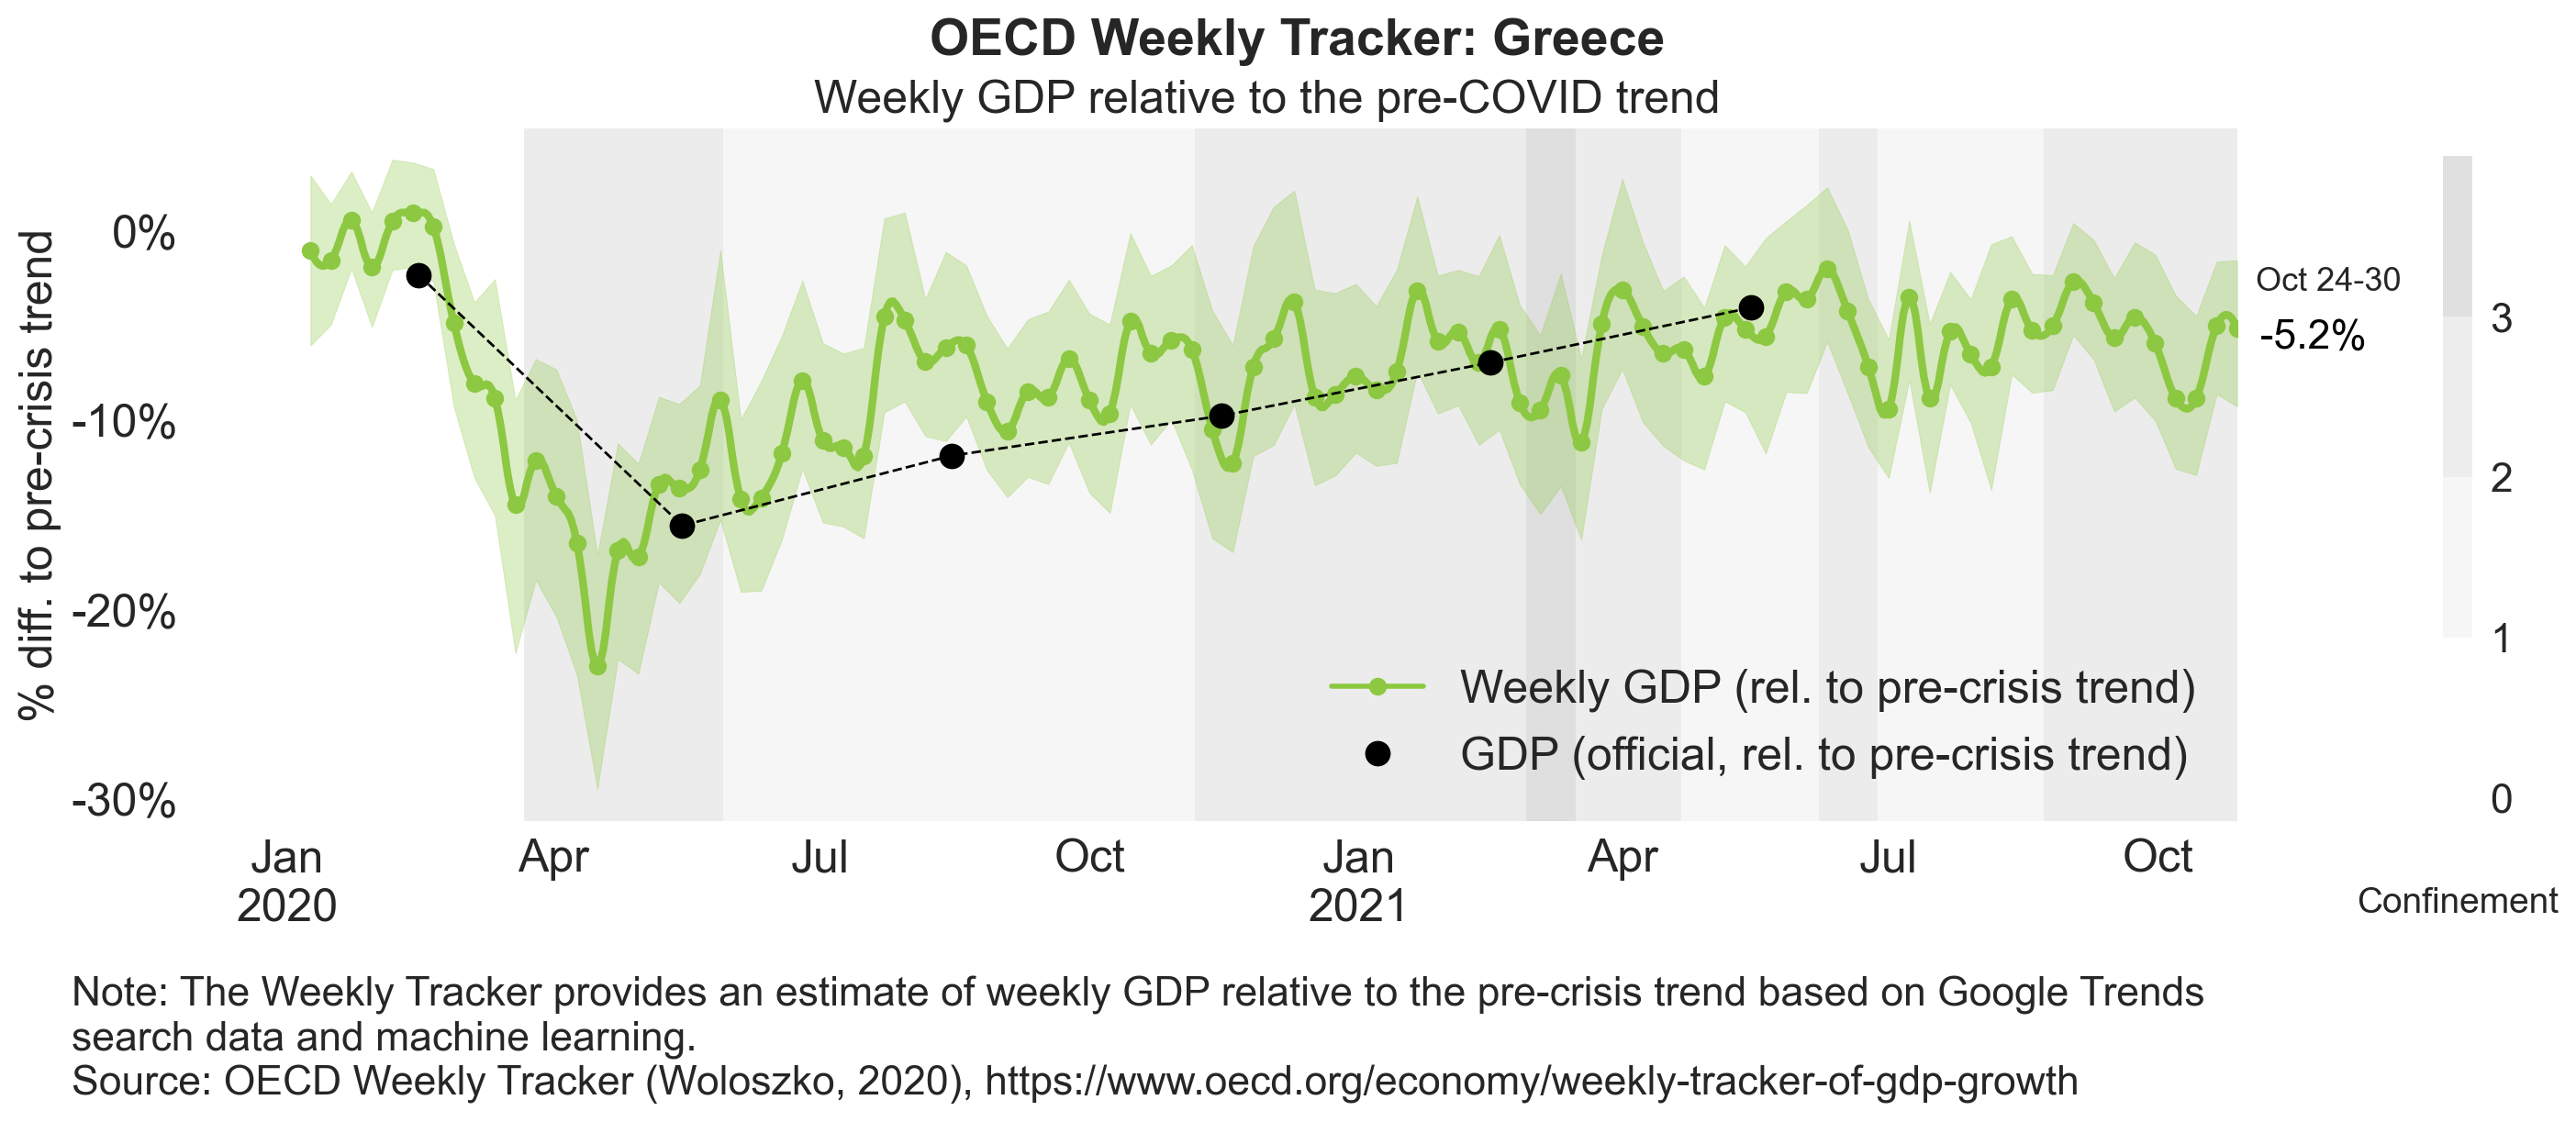 OECD Weekly Tracker: Greece
Weekly GDP relative to the pre-COVID trend
% diff. to pre-crisis trend
0%
-10%
-20%
-30%
Oct 24-30
-5.2%
3
2
1
0
Weekly GDP (rel. to pre-crisis trend)
GDP (official, rel. to pre-crisis trend)
Jan Apr Jul Oct Jan Apr Jul Oct
2020 2021
Confinement
Note: The Weekly Tracker provides an estimate of weekly GDP relative to the pre-crisis trend based on Google Trends
search data and machine learning.
Source: OECD Weekly Tracker (Woloszko, 2020), https://www.oecd.org/economy/weekly-tracker-of-gdp-growth